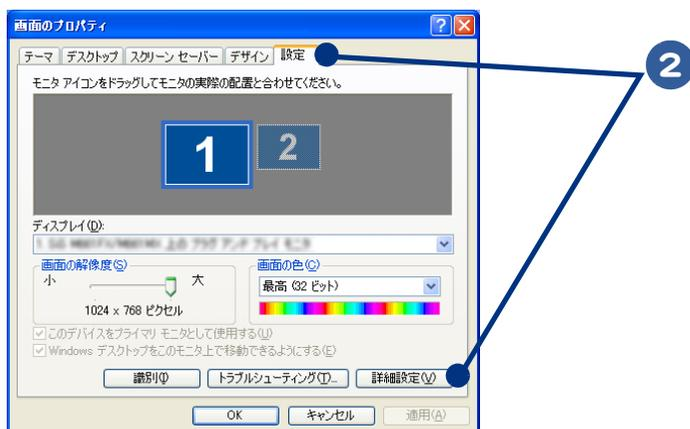 画面のプロパティ
テーマ デスクトップ スクリーン セーバー デザイン 設定
2
モニタ アイコンをドラッグしてモニタの実際の配置と合わせてください。
1 2
ディスプレイ(D):
画面の解像度(S)
小 大
1024 x 768 ピクセル
画面の色(C)
最高 (32 ビット)
このデバイスをプライマリ モニタとして使用する(U)
Windows デスクトップをこのモニタ上で移動できるようにする(E)
識別(I) トラブルシューティング(T)... 詳細設定(V)
OK キャンセル 適用(A)